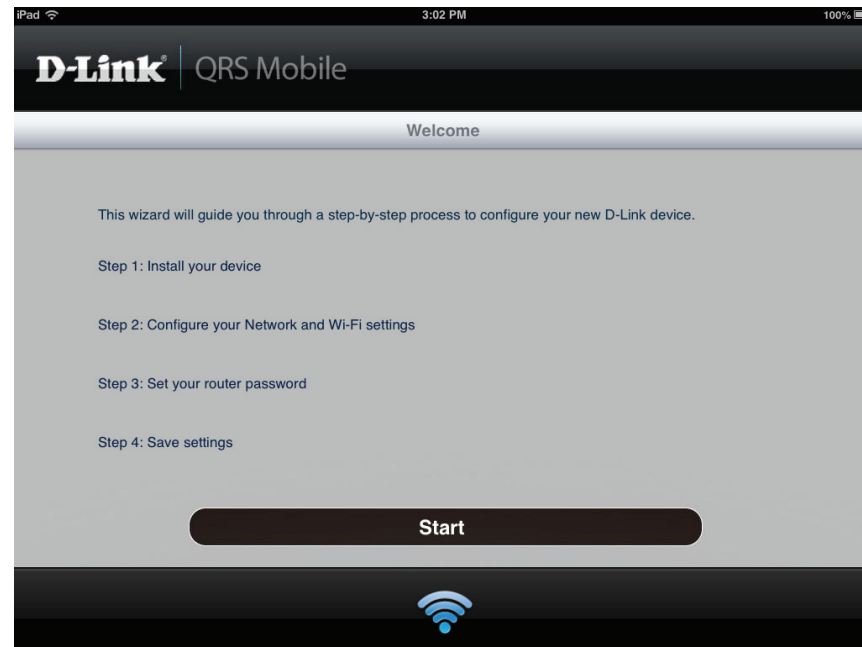 iPad 3:02 PM 100%
D-Link® QRS Mobile
Welcome
This wizard will guide you through a step-by-step process to configure your new D-Link device.
Step 1: Install your device
Step 2: Configure your Network and Wi-Fi settings
Step 3: Set your router password
Step 4: Save settings
Start